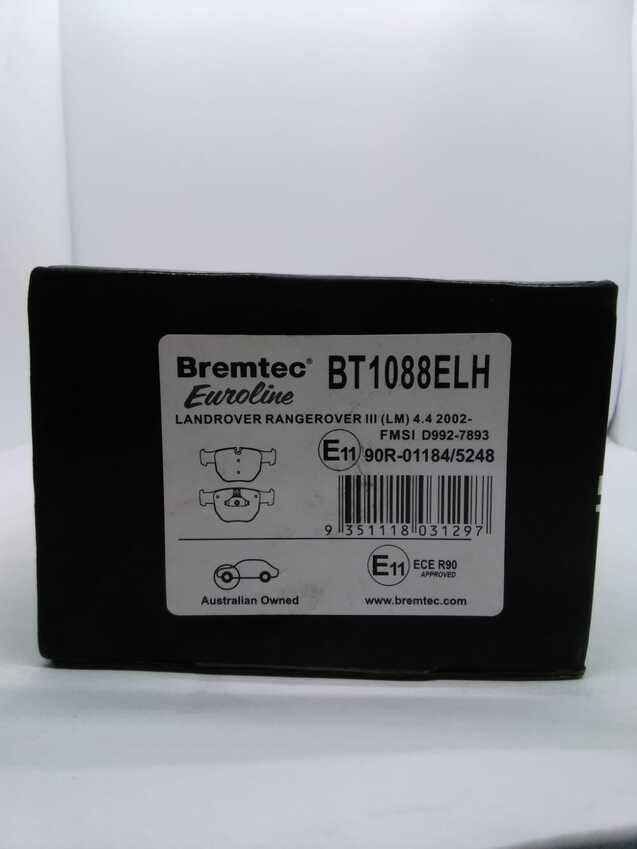 Bremtec®
Euroline
BT1088ELH
LANDROVER RANGEROVER III (LM) 4.4 2002-
FMSI D992-7893
E11 90R-01184/5248
9 351118 031297
E11 ECE R90
APPROVED
Australian Owned
www.bremtec.com